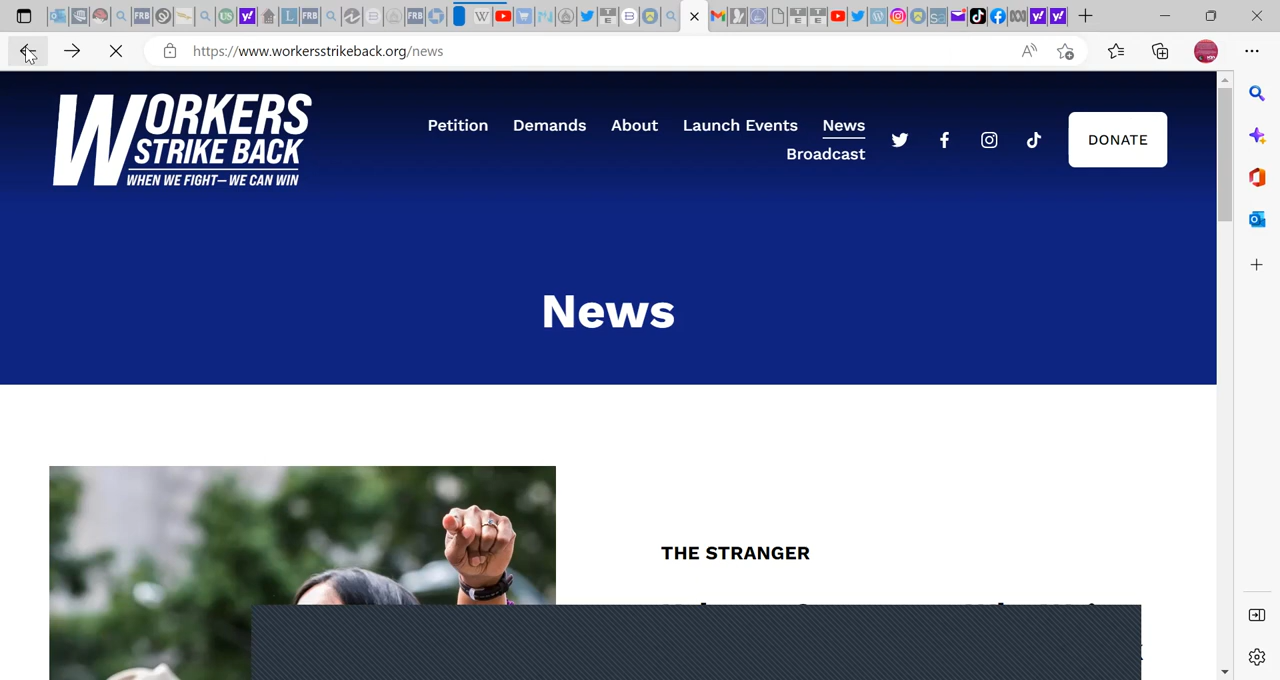 https://www.workersstrikeback.org/news
WORKERS
STRIKE BACK
WHEN WE FIGHT—WE CAN WIN
Petition Demands About Launch Events News
Broadcast
DONATE
News
THE STRANGER